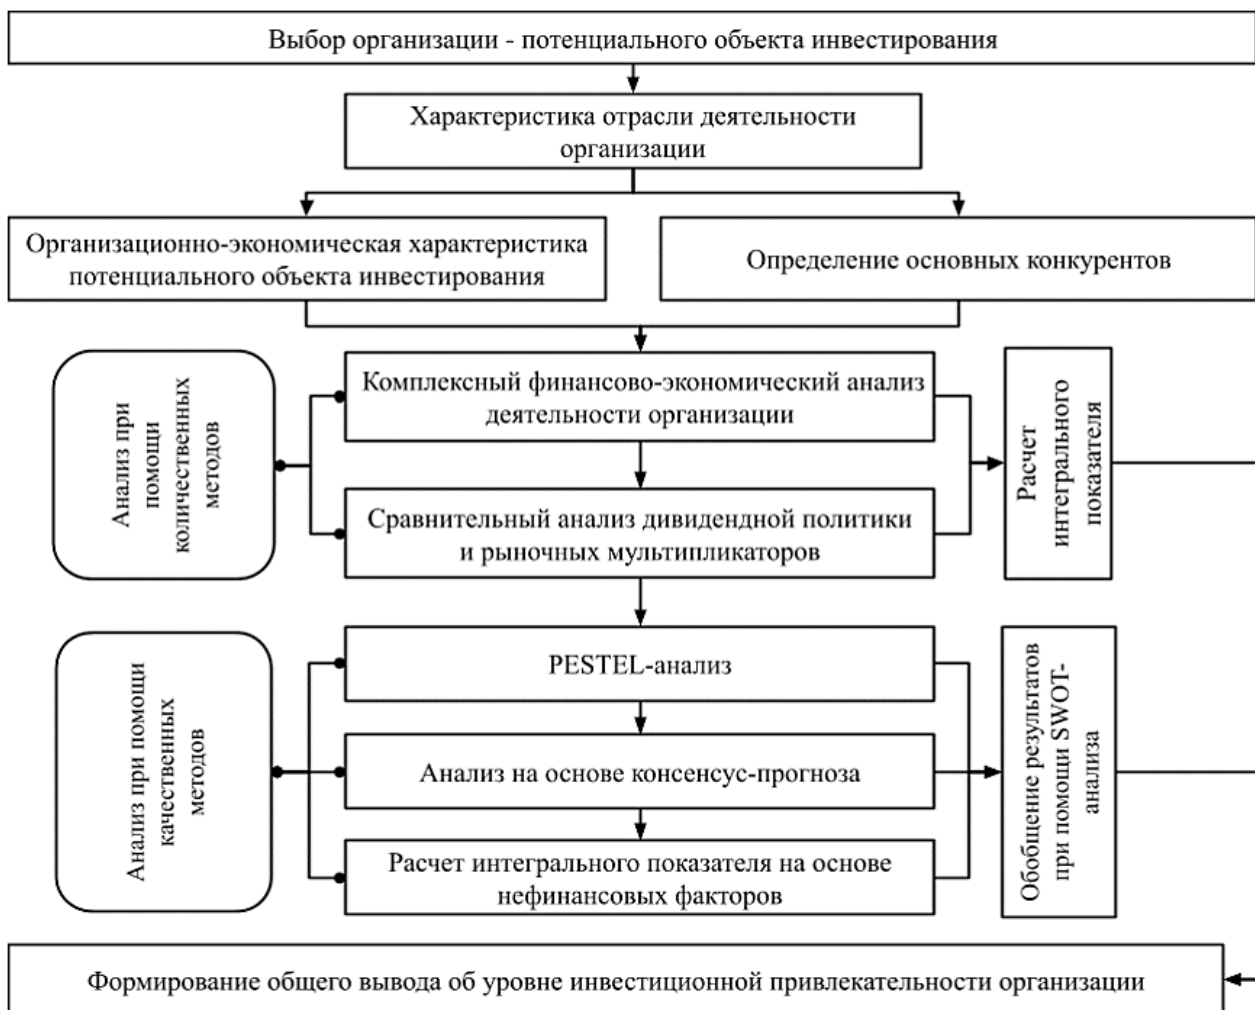 Выбор организации - потенциального объекта инвестирования
Характеристика отрасли деятельности
организации
Организационно-экономическая характеристика
потенциального объекта инвестирования
Определение основных конкурентов
Анализ при
помощи
количественных
методов
Комплексный финансово-экономический анализ
деятельности организации
Сравнительный анализ дивидендной политики
и рыночных мультипликаторов
Расчет
интегрального
показателя
Анализ при помощи
качественных
методов
PESTEL-анализ
Анализ на основе консенсус-прогноза
Расчет интегрального показателя на основе
нефинансовых факторов
Обобщение результатов
при помощи SWOT-
анализа
Формирование общего вывода об уровне инвестиционной привлекательности организации